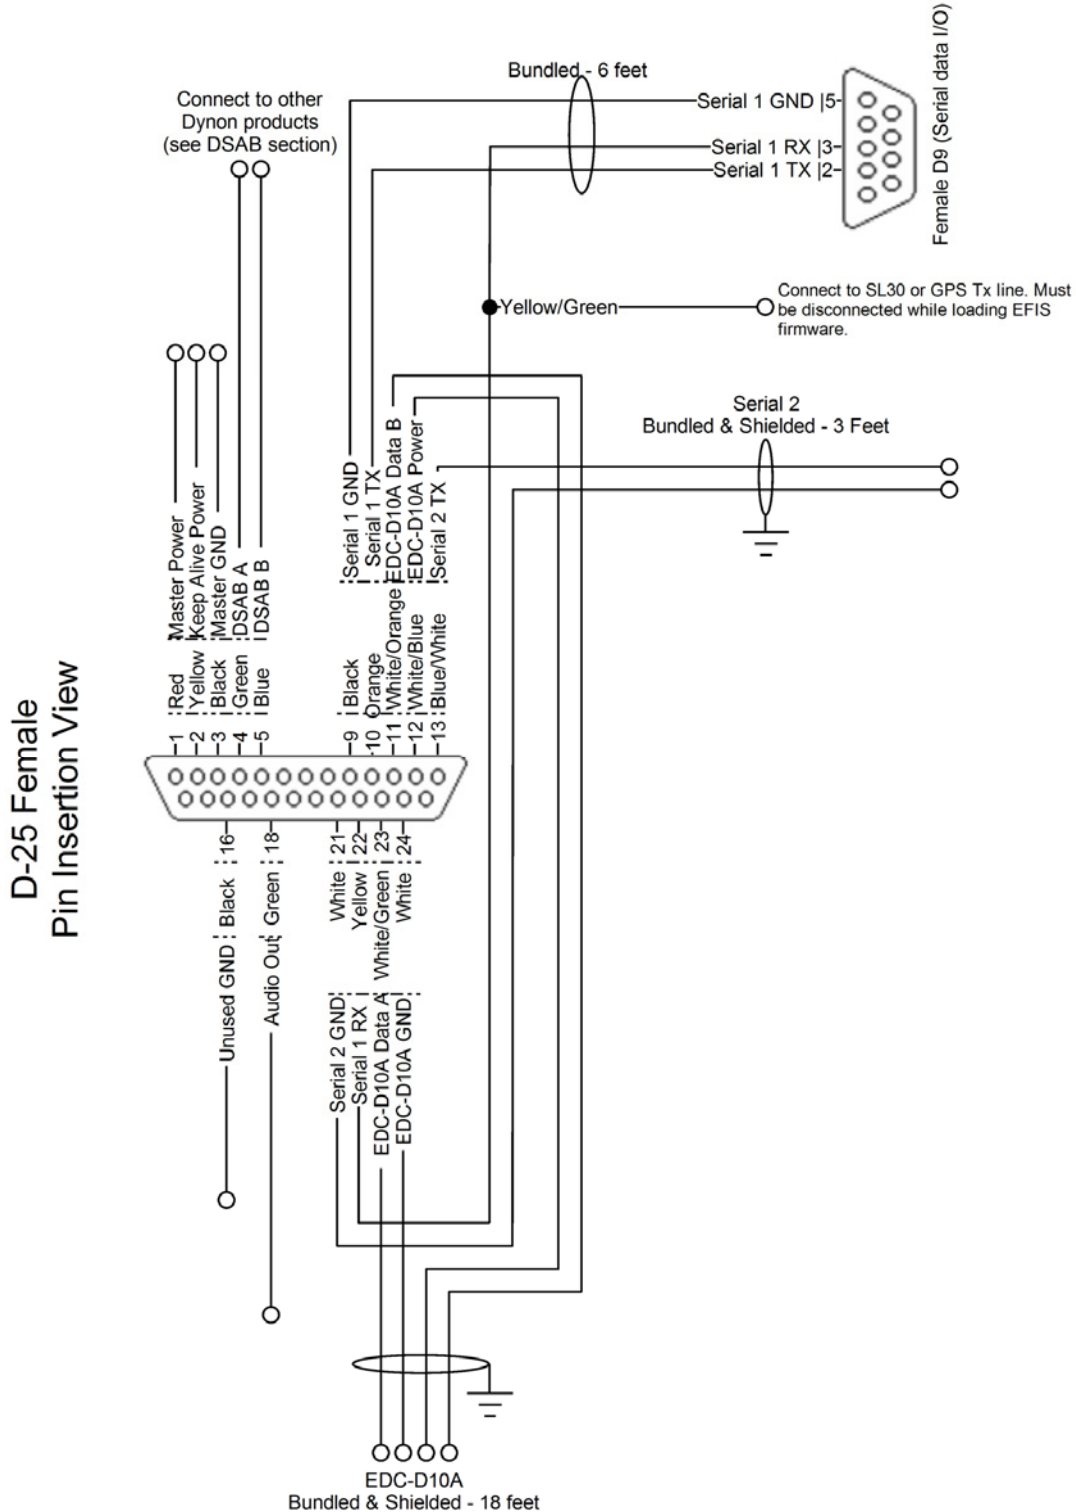 D-25 Female
Pin Insertion View
Bundled - 6 feet
Connect to other
Dynon products
(see DSAB section)
Serial 1 GND |5
Serial 1 RX |3
Serial 1 TX |2
Female D9 (Serial data I/O)
Yellow/Green
Connect to SL30 or GPS Tx line. Must
be disconnected while loading EFIS
firmware.
Serial 2
Bundled & Shielded - 3 Feet
1 Red Master Power
2 Yellow Keep Alive Power
3 Black Master GND
4 Green DSAB A
5 Blue DSAB B
9 Black Serial 1 GND
10 Orange Serial 1 TX
11 White/Orange EDC-D10A Data B
12 White/Blue EDC-D10A Power
13 Blue/White Serial 2 TX
Unused GND Black 16
Audio Out Green 18
Serial 2 GND White 21
Serial 1 RX Yellow 22
EDC-D10A Data A White/Green 23
EDC-D10A GND White 24
EDC-D10A
Bundled & Shielded - 18 feet